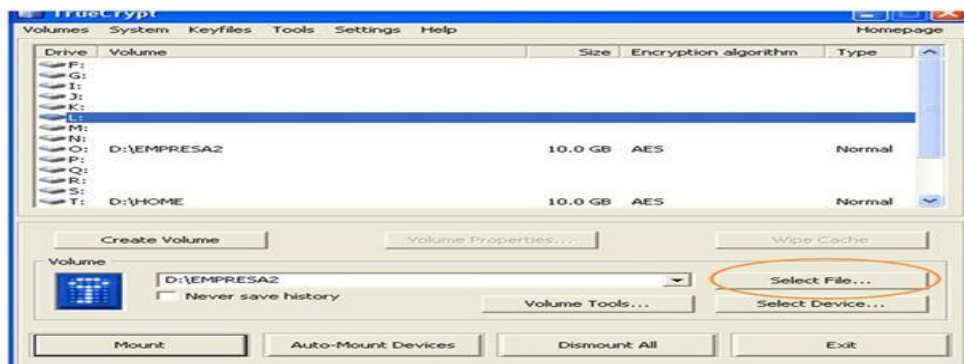 TrueCrypt
Volumes System Keyfiles Tools Settings Help Homepage
Drive Volume Size Encryption algorithm Type
F:
G:
I:
J:
K:
L:
M:
N:
O: D:\EMPRESA2 10.0 GB AES Normal
P:
Q:
R:
S:
T: D:\HOME 10.0 GB AES Normal
Create Volume Volume Properties... Wipe Cache
Volume
D:\EMPRESA2 Select File...
Never save history Volume Tools... Select Device...
Mount Auto-Mount Devices Dismount All Exit